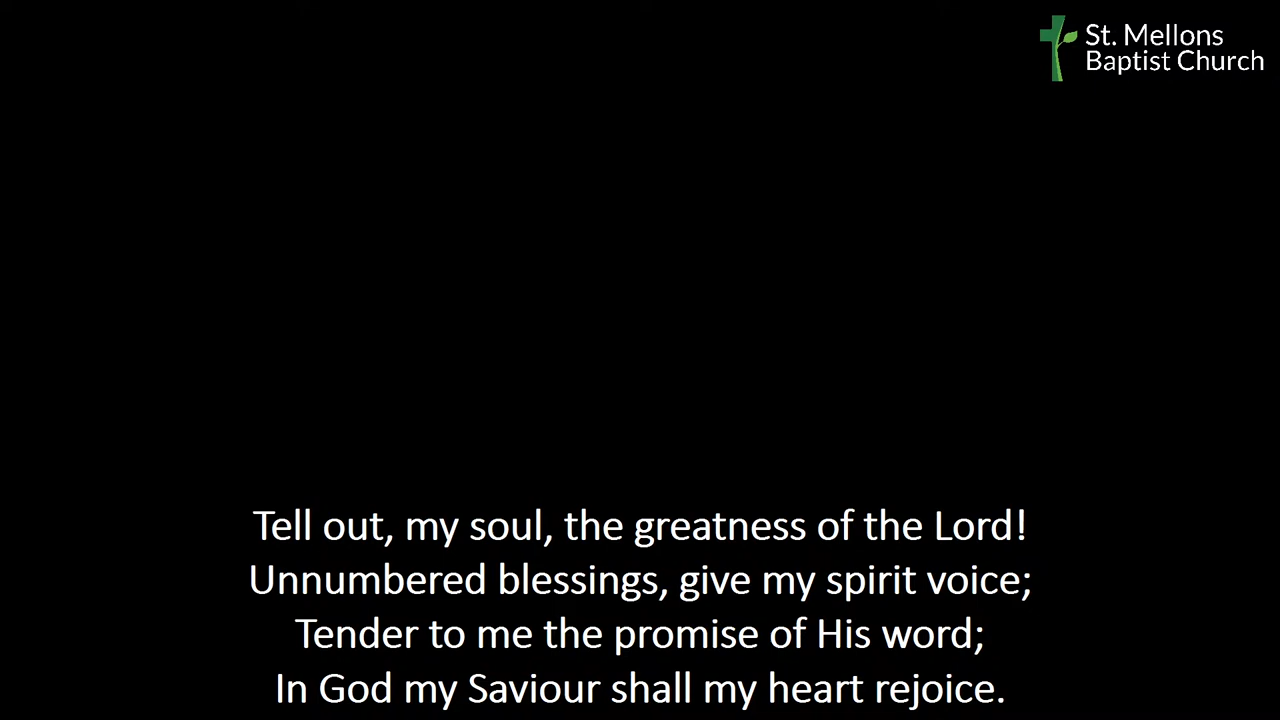 St. Mellons
Baptist Church
Tell out, my soul, the greatness of the Lord!
Unnumbered blessings, give my spirit voice;
Tender to me the promise of His word;
In God my Saviour shall my heart rejoice.